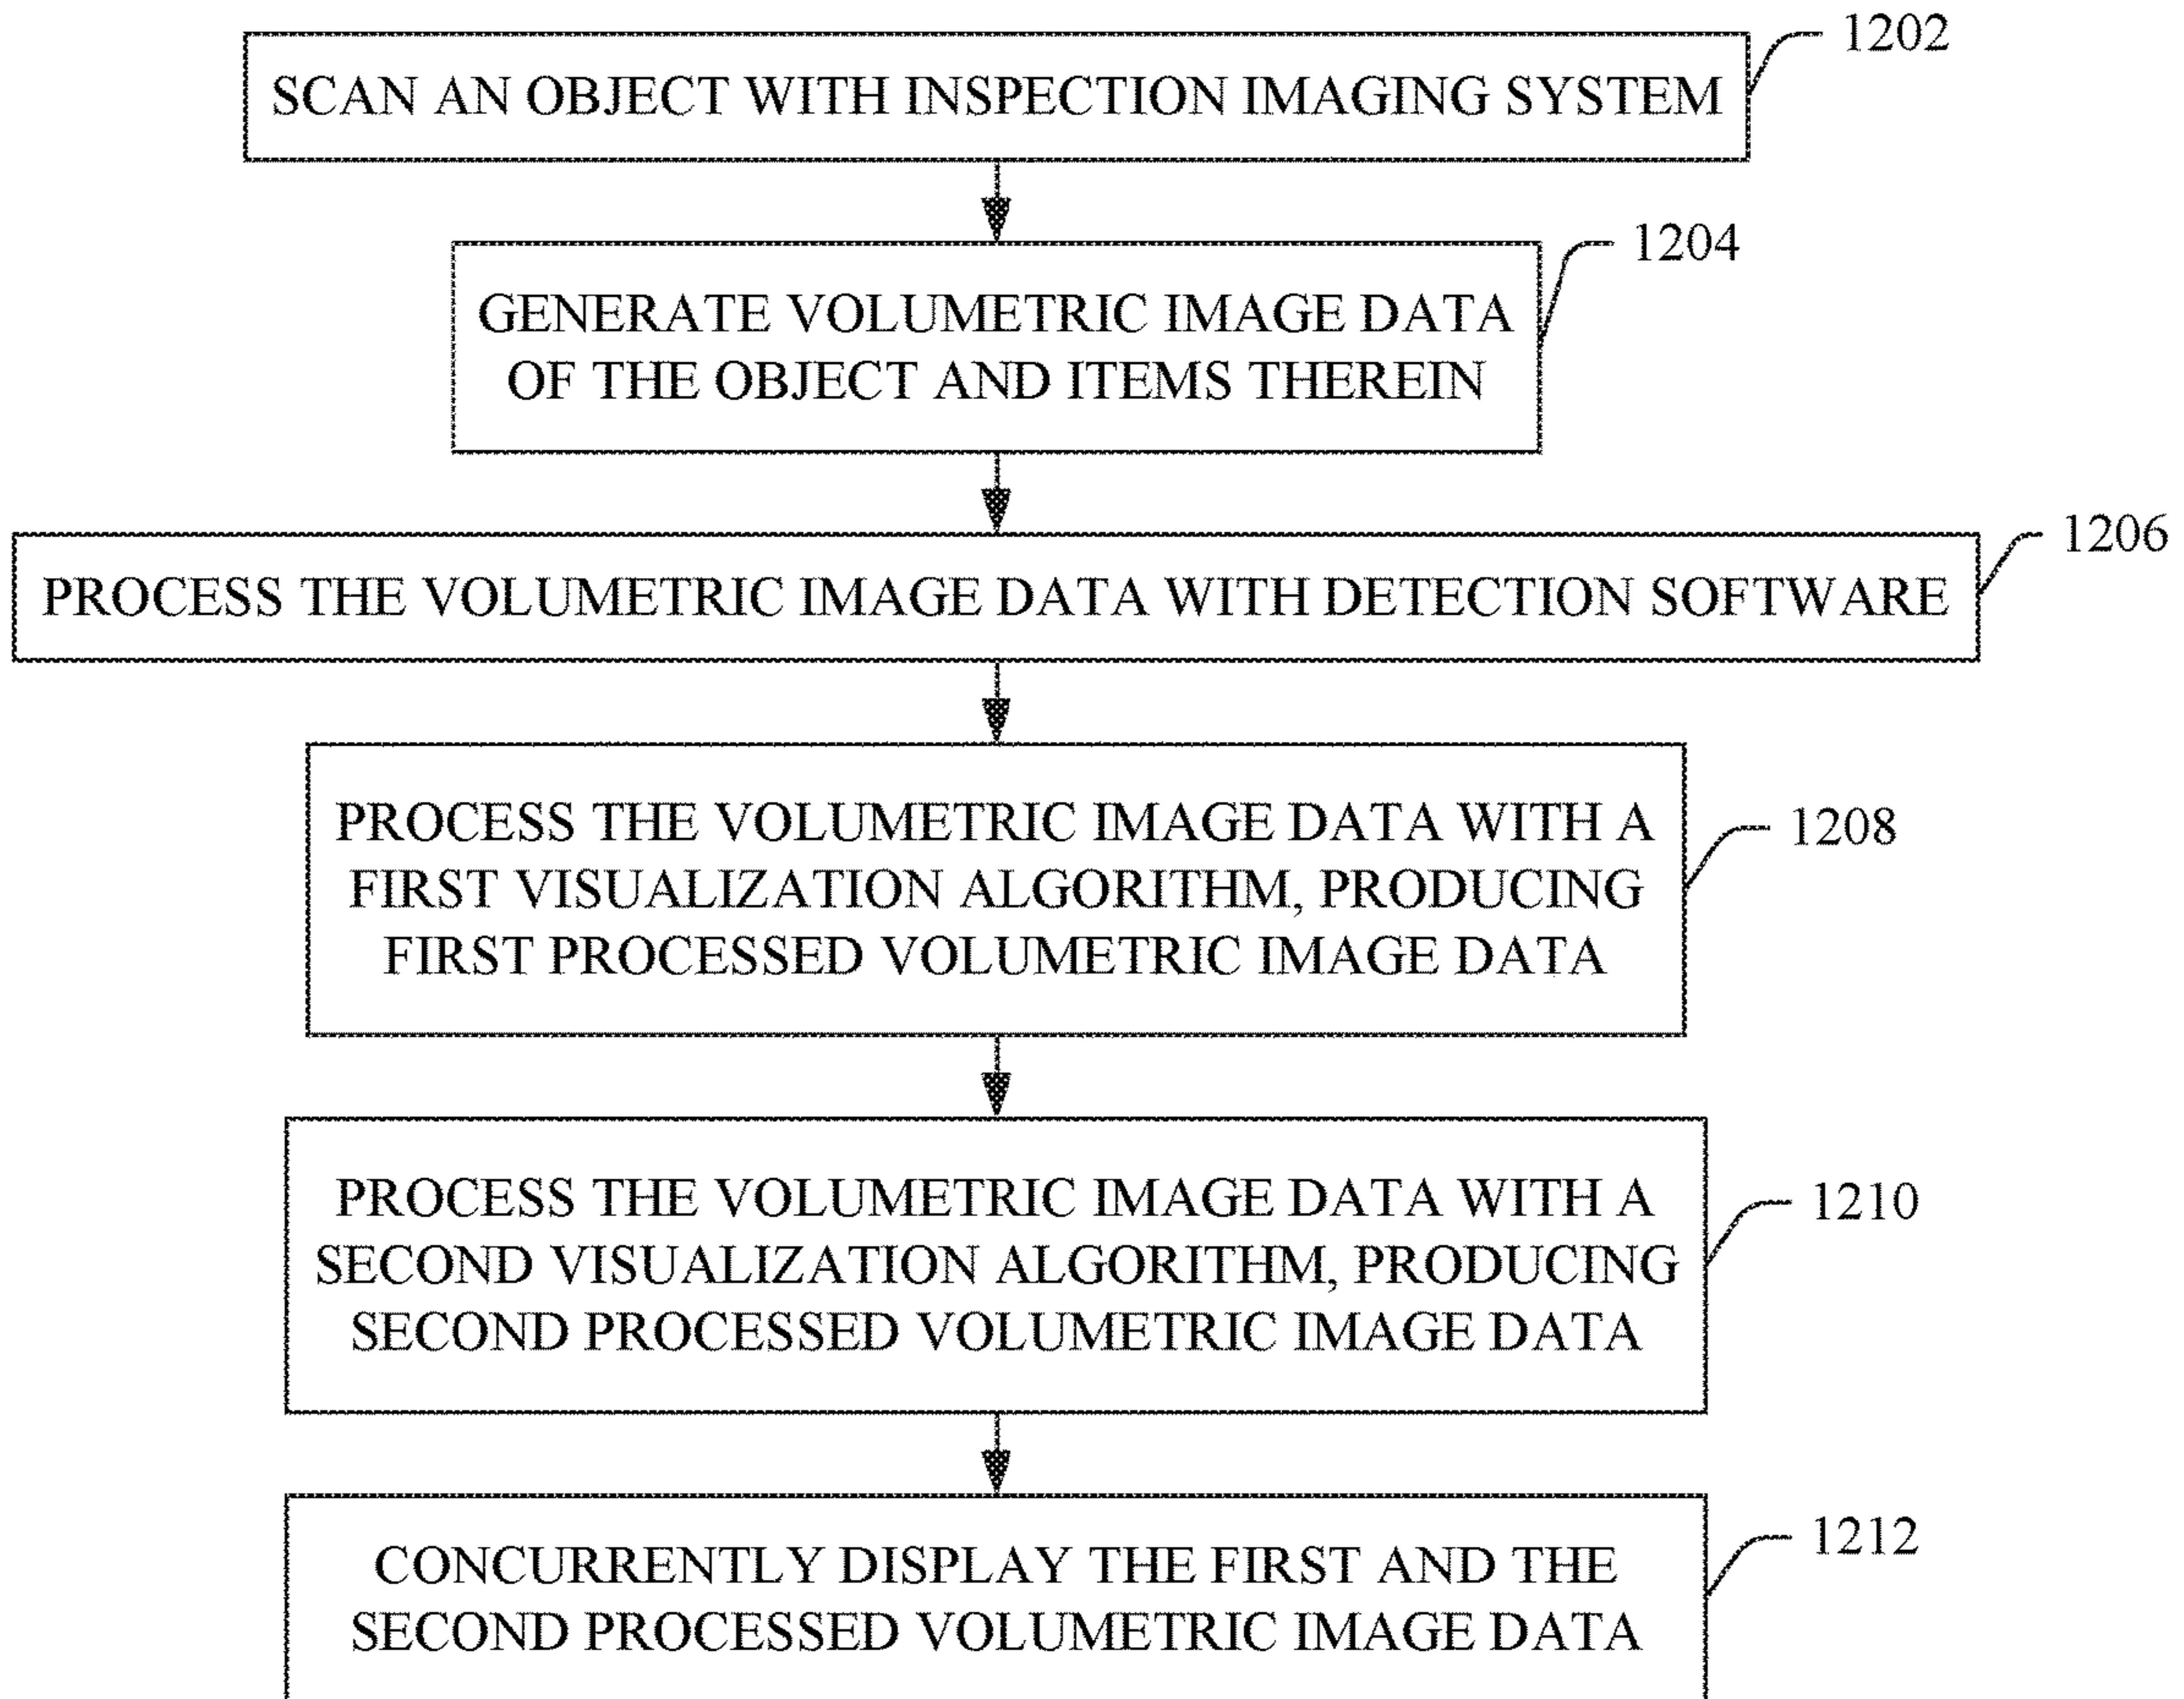 1202
SCAN AN OBJECT WITH INSPECTION IMAGING SYSTEM
1204
GENERATE VOLUMETRIC IMAGE DATA
OF THE OBJECT AND ITEMS THEREIN
1206
PROCESS THE VOLUMETRIC IMAGE DATA WITH DETECTION SOFTWARE
1208
PROCESS THE VOLUMETRIC IMAGE DATA WITH A
FIRST VISUALIZATION ALGORITHM, PRODUCING
FIRST PROCESSED VOLUMETRIC IMAGE DATA
1210
PROCESS THE VOLUMETRIC IMAGE DATA WITH A
SECOND VISUALIZATION ALGORITHM, PRODUCING
SECOND PROCESSED VOLUMETRIC IMAGE DATA
1212
CONCURRENTLY DISPLAY THE FIRST AND THE
SECOND PROCESSED VOLUMETRIC IMAGE DATA